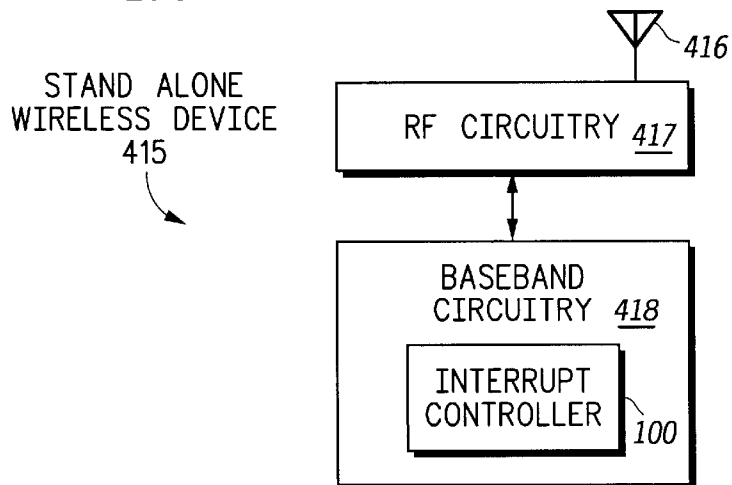 416
STAND ALONE
WIRELESS DEVICE
415
RF CIRCUITRY 417
BASEBAND
CIRCUITRY 418
INTERRUPT
CONTROLLER
100